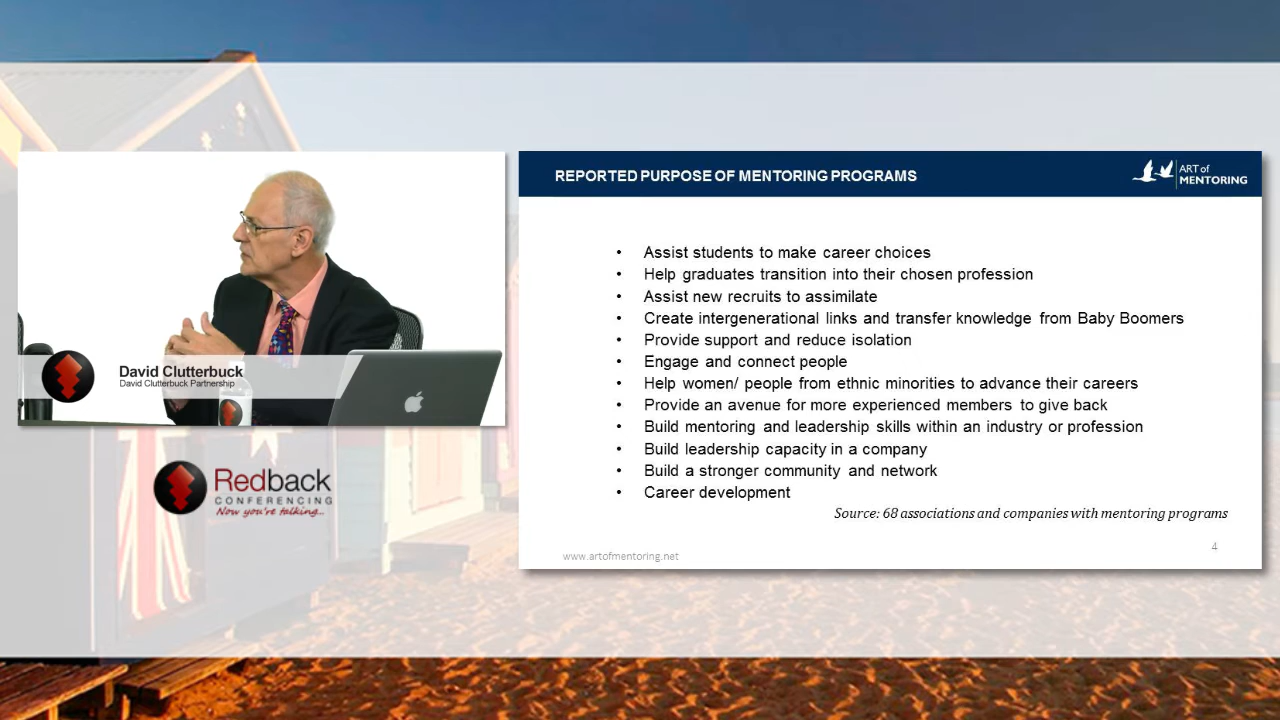 David Clutterbuck
David Clutterbuck Partnership
Redback
CONFERENCING
Now you're talking...
REPORTED PURPOSE OF MENTORING PROGRAMS
ART of
MENTORING
• Assist students to make career choices
• Help graduates transition into their chosen profession
• Assist new recruits to assimilate
• Create intergenerational links and transfer knowledge from Baby Boomers
• Provide support and reduce isolation
• Engage and connect people
• Help women/ people from ethnic minorities to advance their careers
• Provide an avenue for more experienced members to give back
• Build mentoring and leadership skills within an industry or profession
• Build leadership capacity in a company
• Build a stronger community and network
• Career development
Source: 68 associations and companies with mentoring programs
4
www.artofmentoring.net